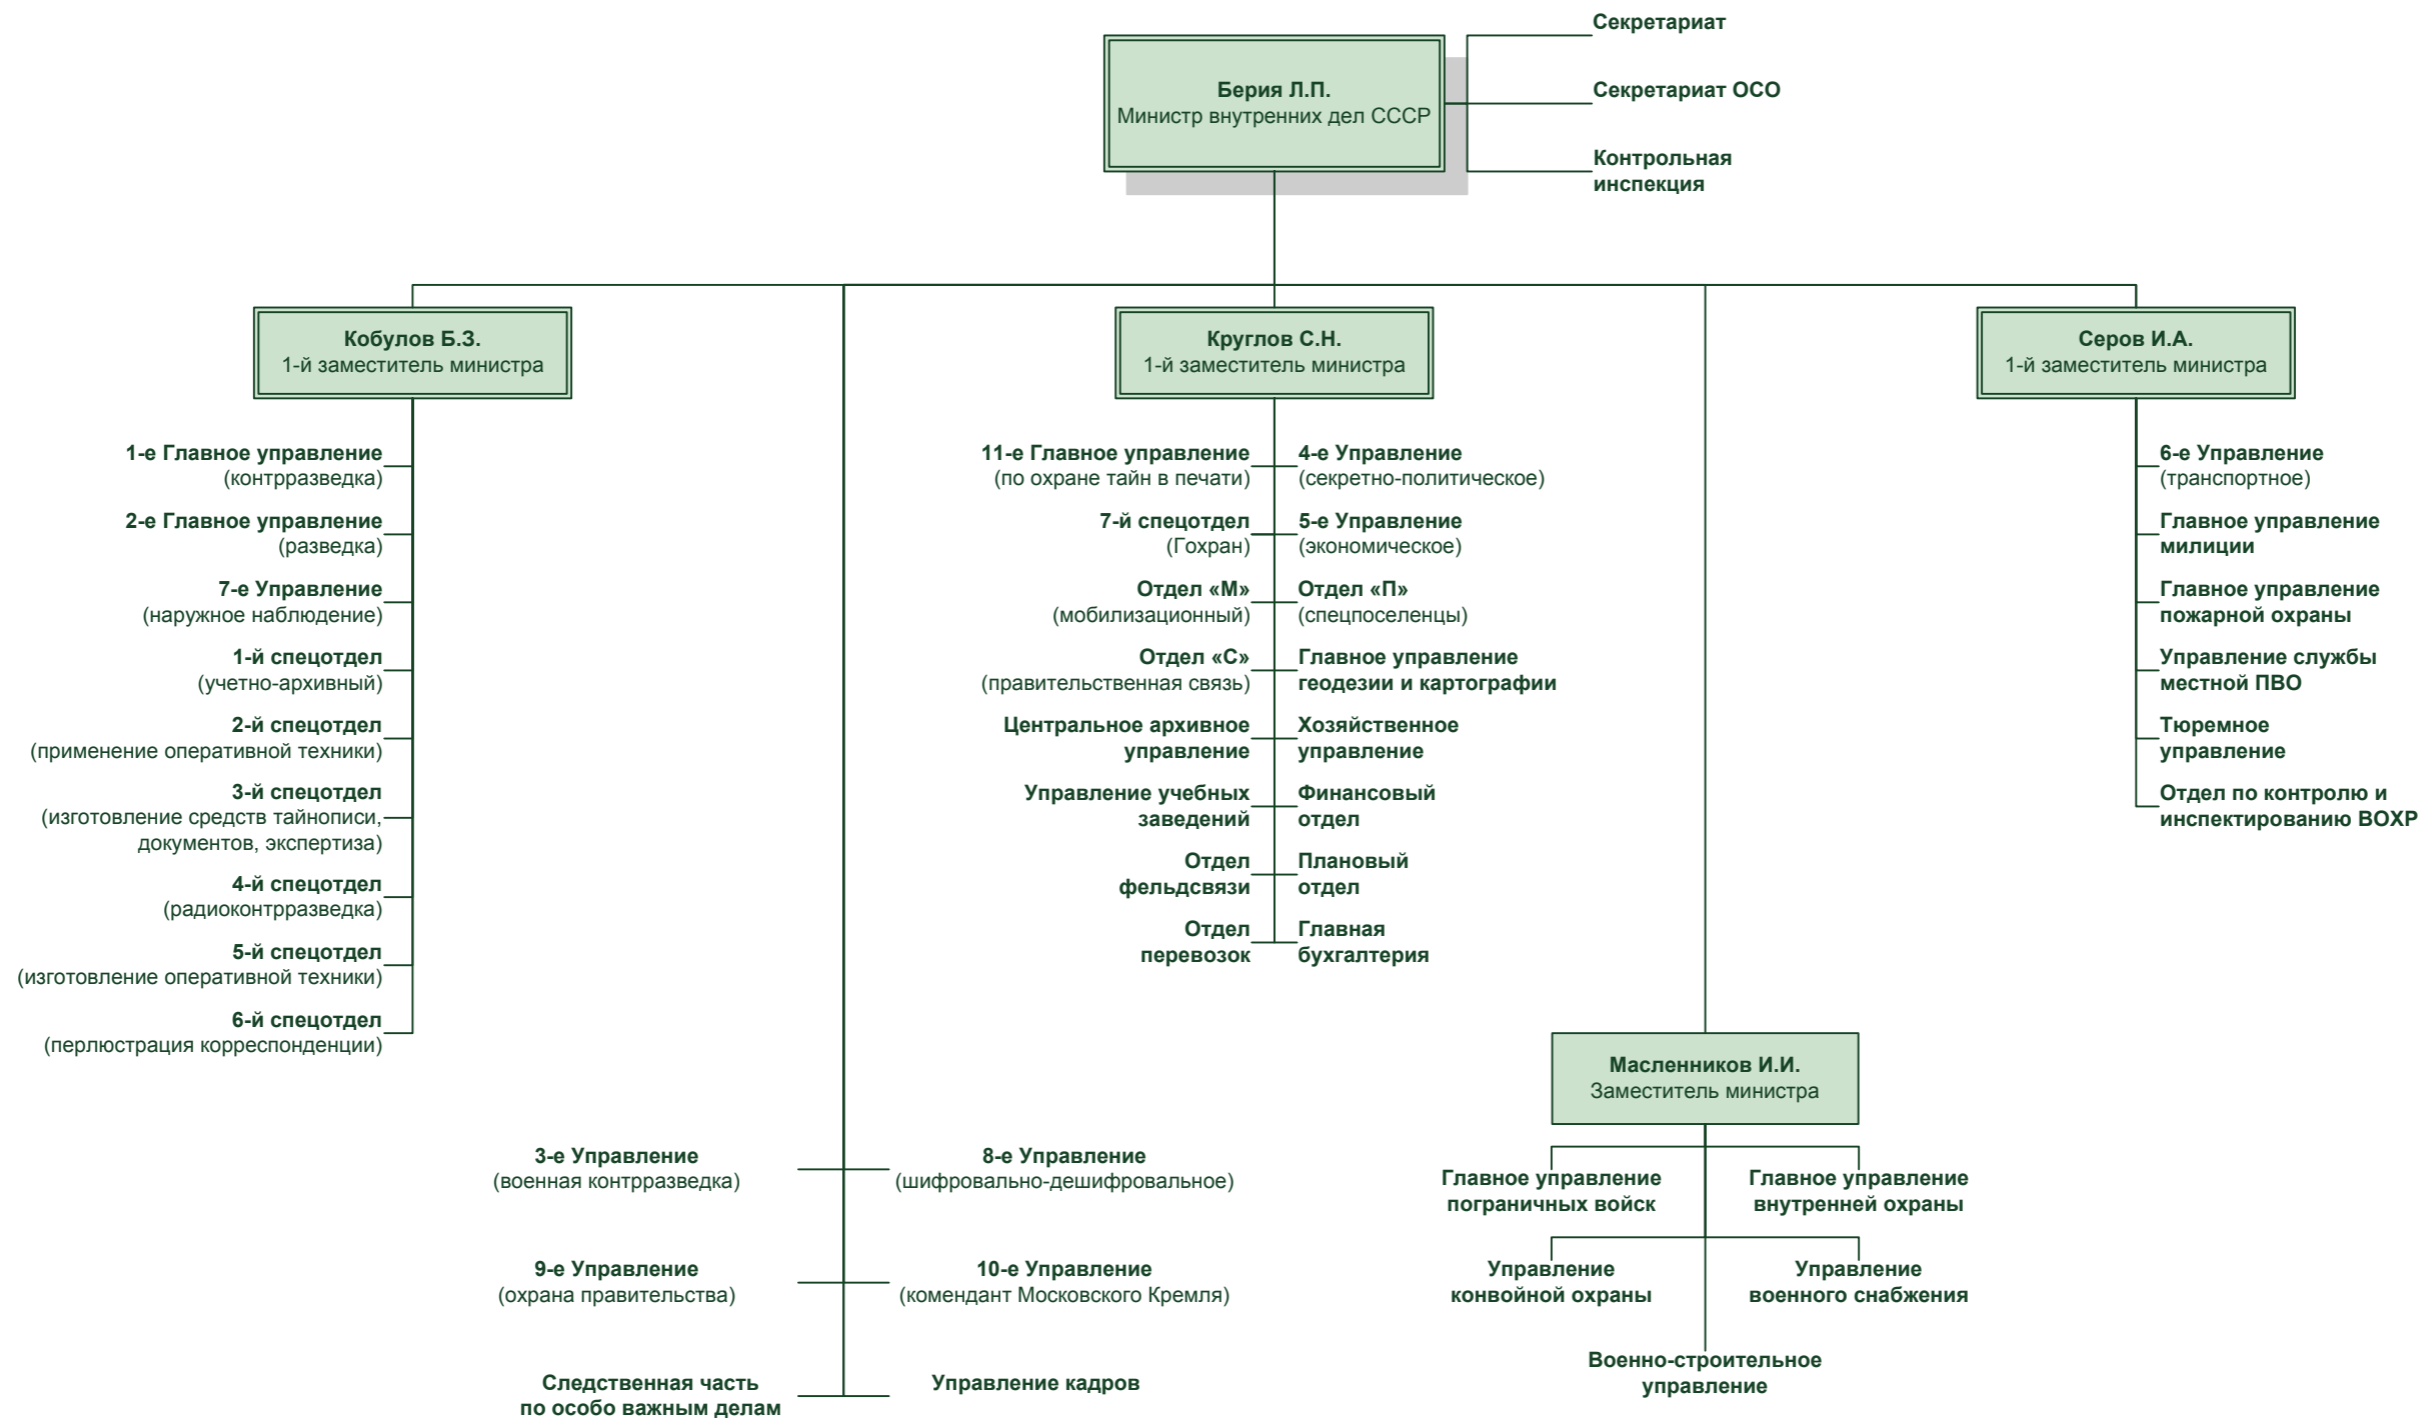 Секретариат
Берия Л.П.
Министр внутренних дел СССР
Секретариат ОСО
Контрольная
инспекция
Кобулов Б.З.
1-й заместитель министра
1-е Главное управление
(контрразведка)
2-е Главное управление
(разведка)
7-е Управление
(наружное наблюдение)
1-й спецотдел
(учетно-архивный)
2-й спецотдел
(применение оперативной техники)
3-й спецотдел
(изготовление средств тайнописи,
документов, экспертиза)
4-й спецотдел
(радиоконтрразведка)
5-й спецотдел
(изготовление оперативной техники)
6-й спецотдел
(перлюстрация корреспонденции)
3-е Управление
(военная контрразведка)
8-е Управление
(шифровально-дешифровальное)
9-е Управление
(охрана правительства)
10-е Управление
(комендант Московского Кремля)
Следственная часть
по особо важным делам
Управление кадров
Круглов С.Н.
1-й заместитель министра
11-е Главное управление
(по охране тайн в печати)
4-е Управление
(секретно-политическое)
7-й спецотдел
(Гохран)
5-е Управление
(экономическое)
Отдел «М»
(мобилизационный)
Отдел «П»
(спецпоселенцы)
Отдел «С»
(правительственная связь)
Главное управление
геодезии и картографии
Центральное архивное
управление
Хозяйственное
управление
Управление учебных
заведений
Финансовый
отдел
Отдел
фельдсвязи
Плановый
отдел
Отдел
перевозок
Главная
бухгалтерия
Масленников И.И.
Заместитель министра
Главное управление
пограничных войск
Главное управление
внутренней охраны
Управление
конвойной охраны
Управление
военного снабжения
Военно-строительное
управление
Серов И.А.
1-й заместитель министра
6-е Управление
(транспортное)
Главное управление
милиции
Главное управление
пожарной охраны
Управление службы
местной ПВО
Тюремное
управление
Отдел по контролю и
инспектированию ВОХР